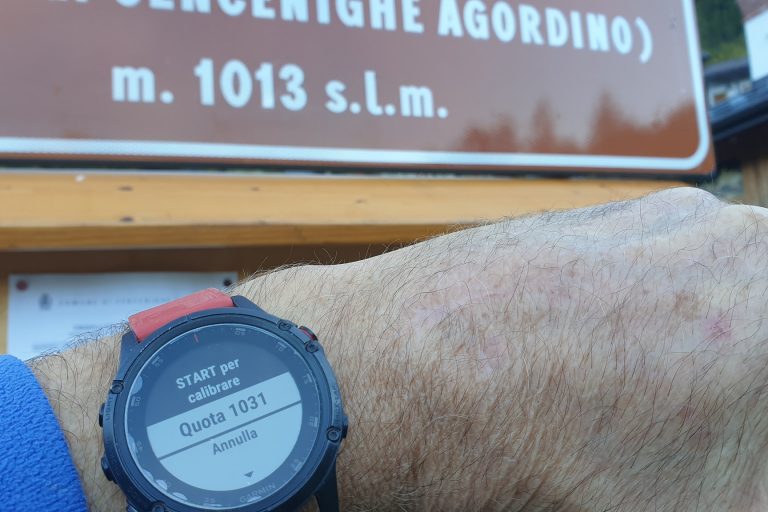 CENCENIGHE AGORDINO)
m. 1013 s.l.m.
START per
calibrare
Quota 1031
Annulla
GARMIN